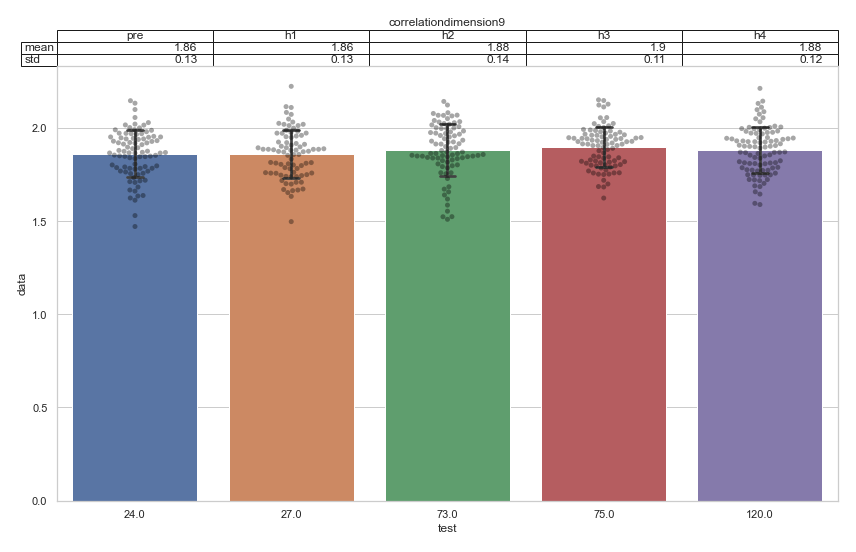 correlationdimension9
pre h1 h2 h3 h4
mean 1.86 1.86 1.88 1.9 1.88
std 0.13 0.13 0.14 0.11 0.12
2.0
1.5
1.0
0.5
0.0
data
24.0 27.0 73.0 75.0 120.0
test